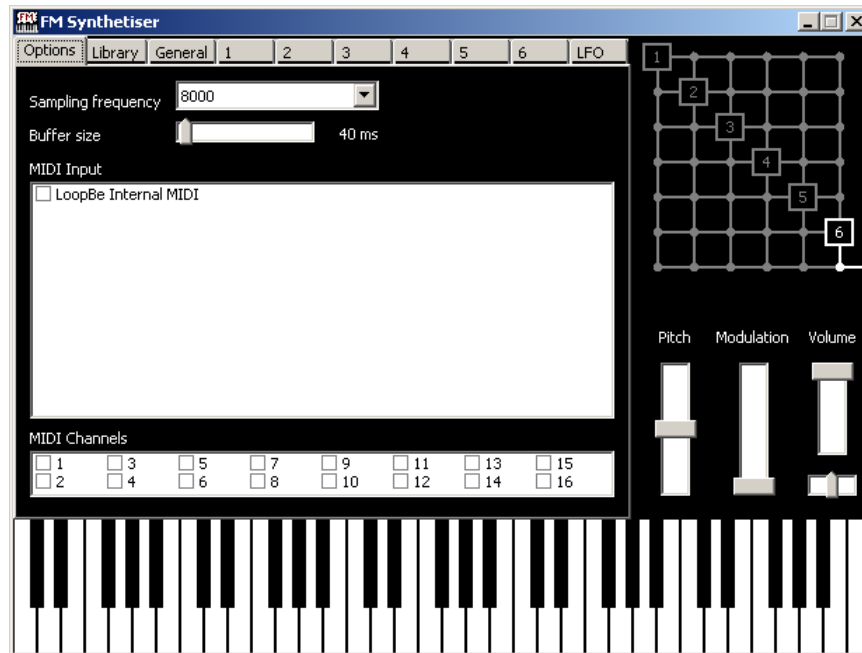 FM FM Synthetiser
Options Library General 1 2 3 4 5 6 LFO
Sampling frequency 8000
Buffer size 40 ms
MIDI Input
LoopBe Internal MIDI
MIDI Channels
1 3 5 7 9 11 13 15
2 4 6 8 10 12 14 16
1
2
3
4
5
6
Pitch Modulation Volume